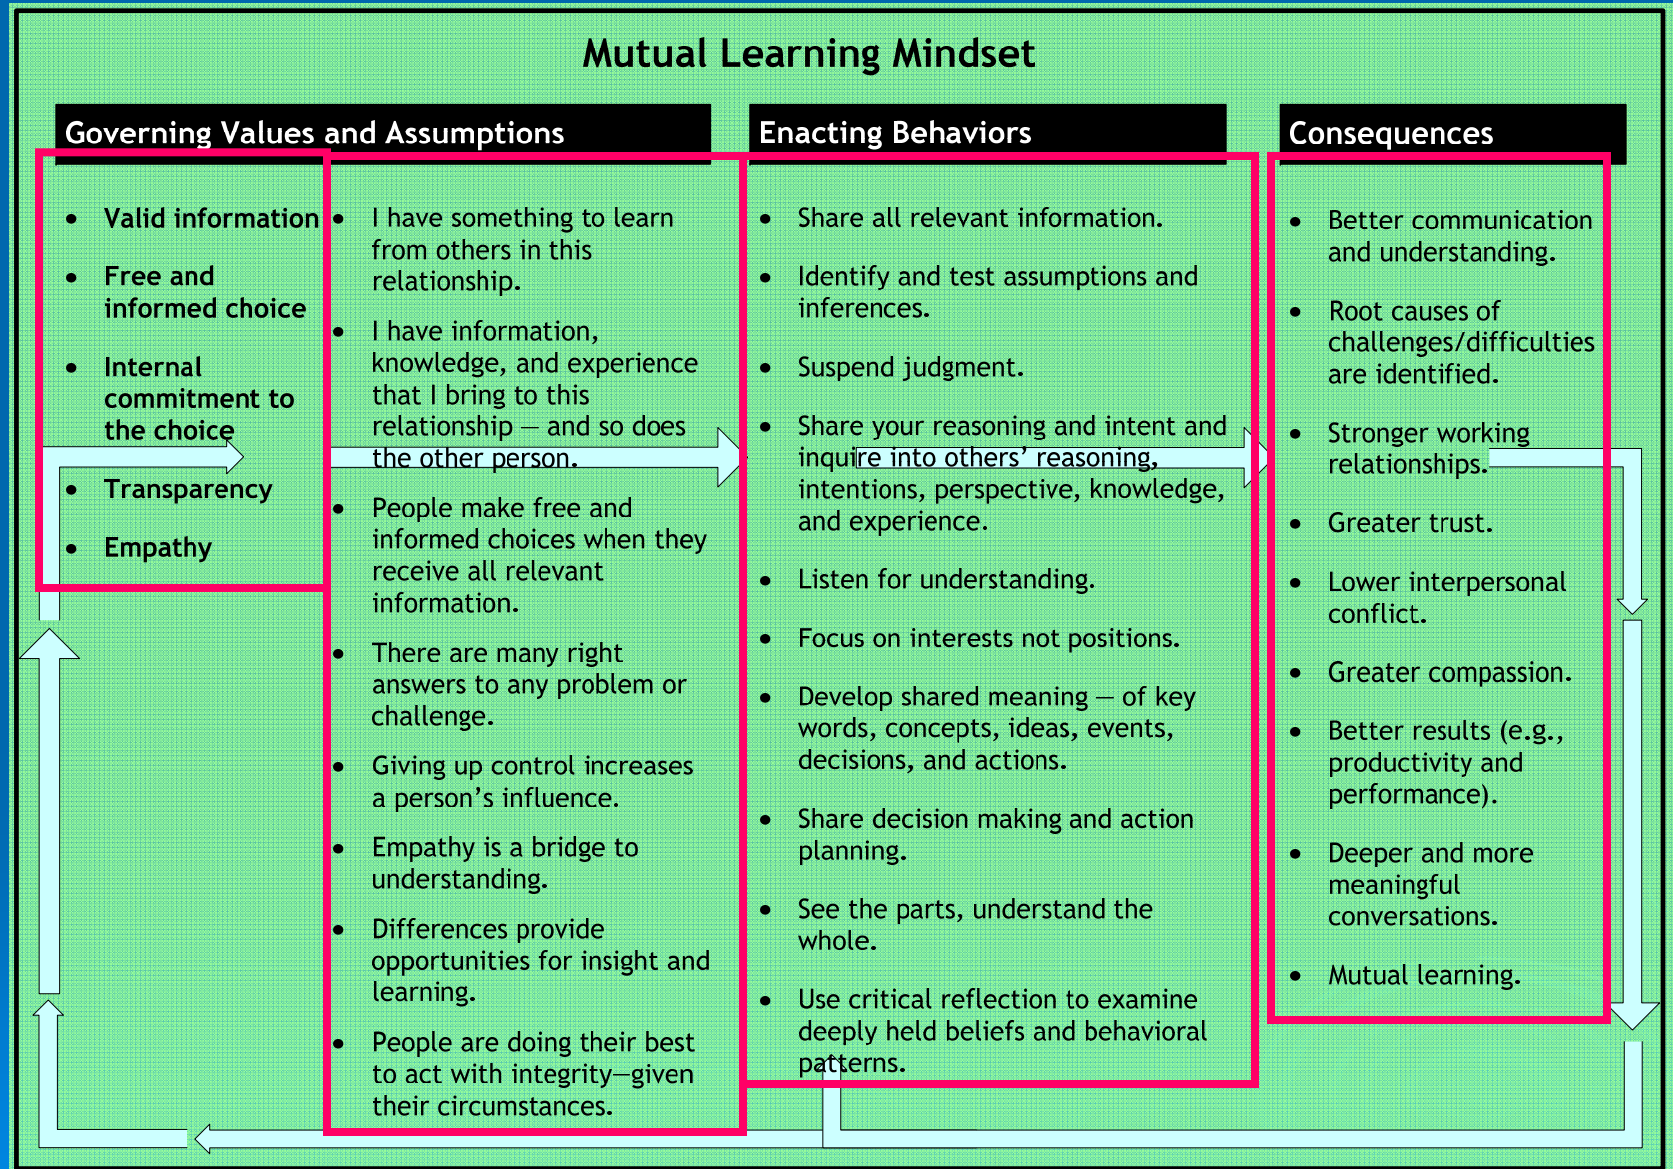 Mutual Learning Mindset
Governing Values and Assumptions
• Valid information
• Free and
informed choice
• Internal
commitment to
the choice
• Transparency
• Empathy
• I have something to learn
from others in this
relationship.
• I have information,
knowledge, and experience
that I bring to this
relationship — and so does
the other person.
• People make free and
informed choices when they
receive all relevant
information.
• There are many right
answers to any problem or
challenge.
• Giving up control increases
a person’s influence.
• Empathy is a bridge to
understanding.
• Differences provide
opportunities for insight and
learning.
• People are doing their best
to act with integrity—given
their circumstances.
Enacting Behaviors
• Share all relevant information.
• Identify and test assumptions and
inferences.
• Suspend judgment.
• Share your reasoning and intent and
inquire into others’ reasoning,
intentions, perspective, knowledge,
and experience.
• Listen for understanding.
• Focus on interests not positions.
• Develop shared meaning — of key
words, concepts, ideas, events,
decisions, and actions.
• Share decision making and action
planning.
• See the parts, understand the
whole.
• Use critical reflection to examine
deeply held beliefs and behavioral
patterns.
Consequences
• Better communication
and understanding.
• Root causes of
challenges/difficulties
are identified.
• Stronger working
relationships.
• Greater trust.
• Lower interpersonal
conflict.
• Greater compassion.
• Better results (e.g.,
productivity and
performance).
• Deeper and more
meaningful
conversations.
• Mutual learning.